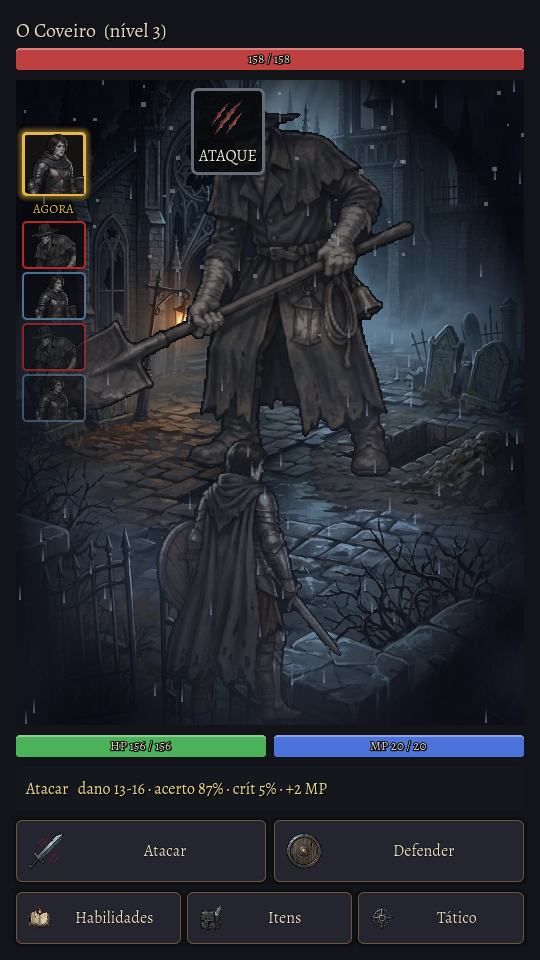 O Coveiro (nível 3)
158 / 158
ATAQUE
AGORA
HP 156 / 156
MP 20 / 20
Atacar dano 13-16 · acerto 87% · crít 5% · +2 MP
Atacar
Defender
Habilidades
Itens
Tático